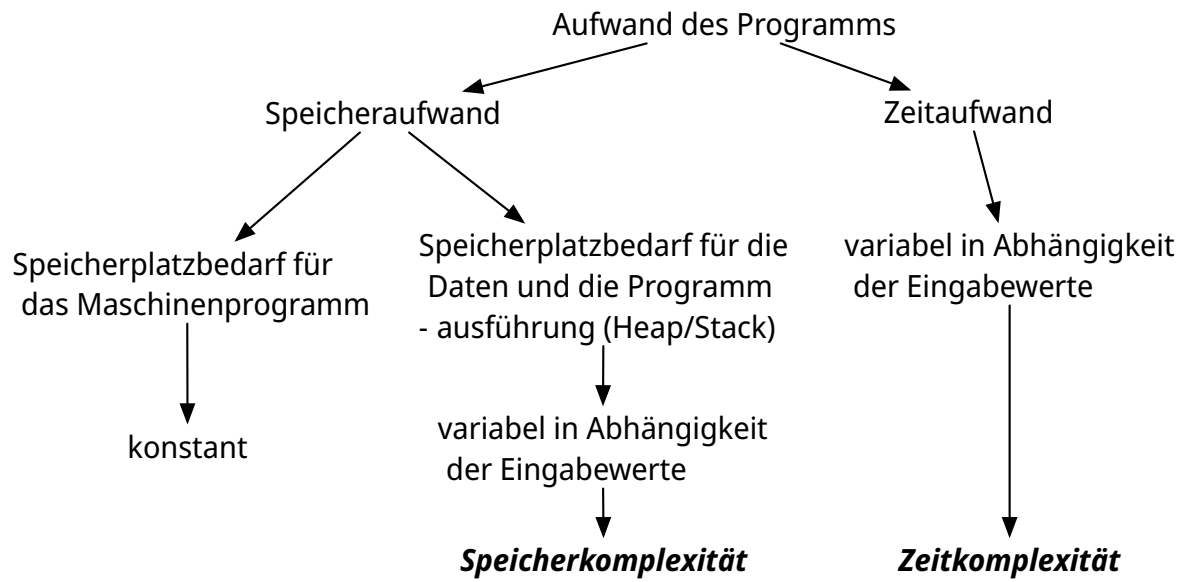 Aufwand des Programms
Speicheraufwand
Zeitaufwand
Speicherplatzbedarf für
das Maschinenprogramm
Speicherplatzbedarf für die
Daten und die Programm
- ausführung (Heap/Stack)
variabel in Abhängigkeit
der Eingabewerte
konstant
variabel in Abhängigkeit
der Eingabewerte
Speicherkomplexität
Zeitkomplexität